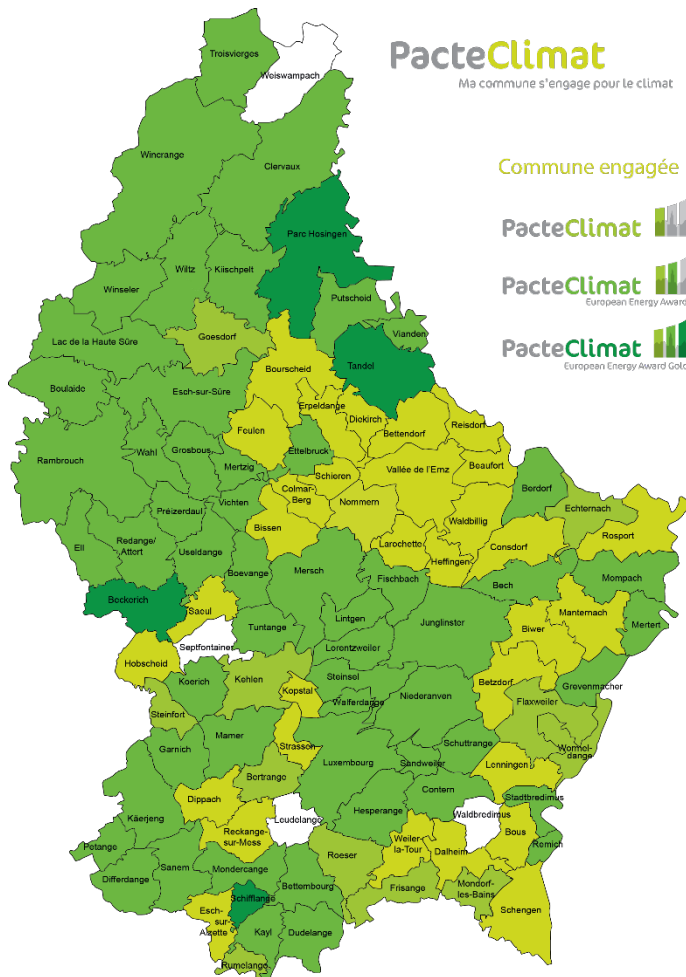 PacteClimat
Ma commune s'engage pour le climat
Commune engagée
PacteClimat
PacteClimat
European Energy Award
PacteClimat
European Energy Award Gold
Troisvierges
Weiswampach
Wincrange
Clervaux
Parc Hosingen
Wiltz
Kiischpelt
Winseler
Putscheid
Goesdorf
Vianden
Lac de la Haute Sûre
Bourscheid
Tandel
Boulaide
Esch-sur-Sûre
Erpeldange
Diekirch
Bettendorf
Reisdorf
Feulen
Ettelbruck
Beaufort
Rambrouch
Wahl
Grosbous
Mertzig
Schieren
Vallée de l'Ernz
Berdorf
Colmar-
Berg
Nommern
Echternach
Préizerdaul
Vichten
Bissen
Waldbillig
Rosport
Ell
Redange/
Attert
Useldange
Larochette
Heffingen
Consdorf
Boevange
Mersch
Fischbach
Bech
Mompach
Beckerich
Saeul
Lintgen
Junglinster
Manternach
Tuntange
Biwer
Mertert
Septfontaines
Lorentzweiler
Hobscheid
Koerich
Kehlen
Steinsel
Betzdorf
Grevenmacher
Kopstal
Walferdange
Niederanven
Flaxweiler
Steinfort
Mamer
Strassen
Schuttrange
Wormel-
dange
Garnich
Luxembourg
Sandweiler
Bertrange
Lenningen
Contern
Stadtbredimus
Dippach
Hesperange
Waldbredimus
Käerjeng
Reckange-
sur-Mess
Leudelange
Bous
Petange
Weiler-
la-Tour
Dalheim
Remich
Sanem
Mondercange
Roeser
Differdange
Bettembourg
Frisange
Mondorf-
les-Bains
Schifflange
Schengen
Esch-
sur-
Alzette
Kayl
Dudelange
Rumelange